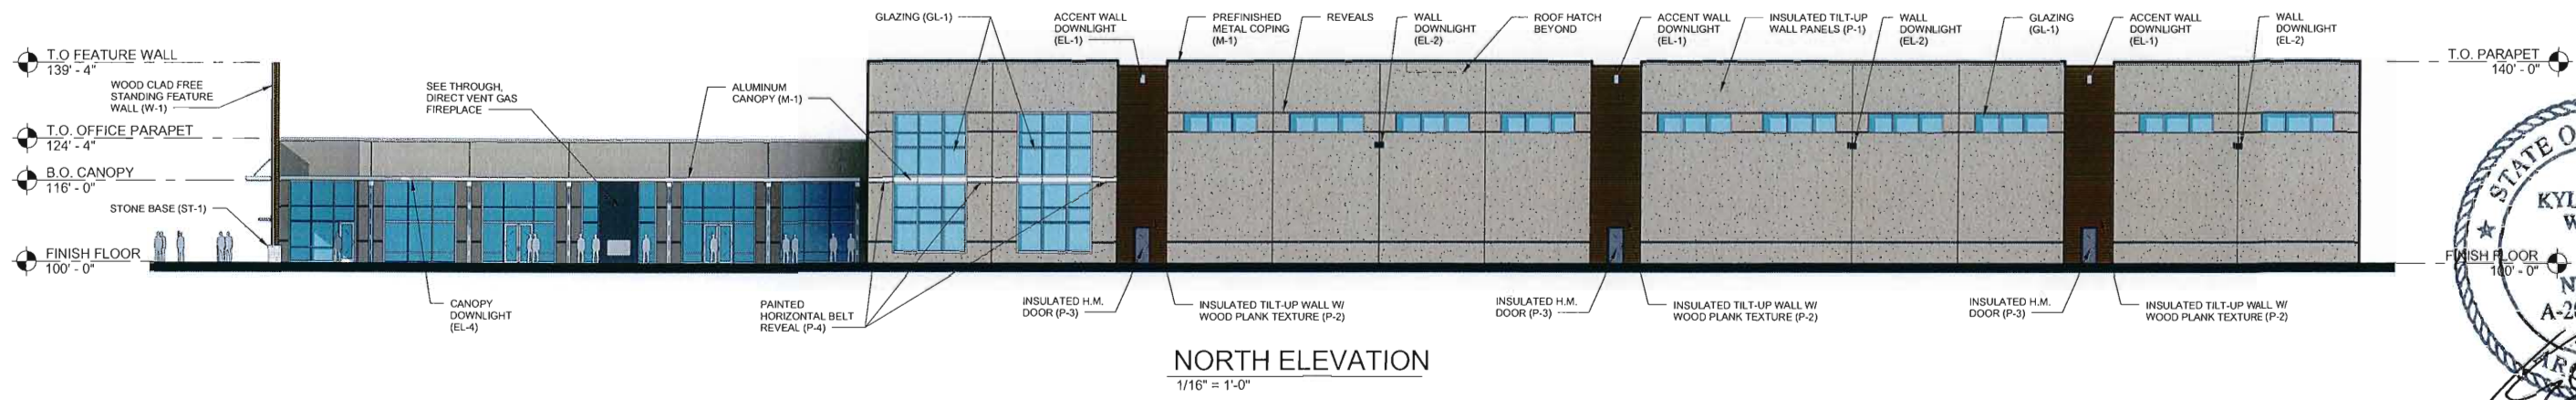 GLAZING (GL-1)
ACCENT WALL
DOWNLIGHT
(EL-1)
PREFINISHED
METAL COPING
(M-1)
REVEALS
WALL
DOWNLIGHT
(EL-2)
ROOF HATCH
BEYOND
ACCENT WALL
DOWNLIGHT
(EL-1)
INSULATED TILT-UP
WALL PANELS (P-1)
WALL
DOWNLIGHT
(EL-2)
GLAZING
(GL-1)
ACCENT WALL
DOWNLIGHT
(EL-1)
WALL
DOWNLIGHT
(EL-2)
T.O FEATURE WALL
139' - 4"
WOOD CLAD FREE
STANDING FEATURE
WALL (W-1)
SEE THROUGH,
DIRECT VENT GAS
FIREPLACE
ALUMINUM
CANOPY (M-1)
T.O. PARAPET
140' - 0"
T.O. OFFICE PARAPET
124' - 4"
B.O. CANOPY
116' - 0"
STONE BASE (ST-1)
FINISH FLOOR
100' - 0"
FINISH FLOOR
100' - 0"
STATE O
KYL
W
N
A-2
AR
CANOPY
DOWNLIGHT
(EL-4)
PAINTED
HORIZONTAL BELT
REVEAL (P-4)
INSULATED H.M.
DOOR (P-3)
INSULATED TILT-UP WALL W/
WOOD PLANK TEXTURE (P-2)
INSULATED H.M.
DOOR (P-3)
INSULATED TILT-UP WALL W/
WOOD PLANK TEXTURE (P-2)
INSULATED H.M.
DOOR (P-3)
INSULATED TILT-UP WALL W/
WOOD PLANK TEXTURE (P-2)
NORTH ELEVATION
1/16" = 1'-0"